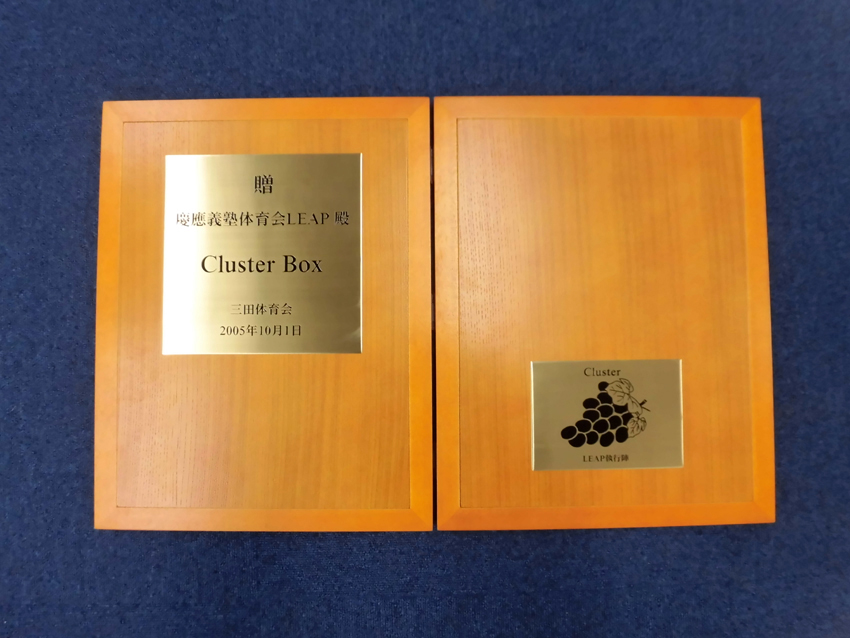 贈
慶應義塾体育会LEAP 殿
Cluster Box
三田体育会
2005年10月1日
Cluster
LEAP執行跡